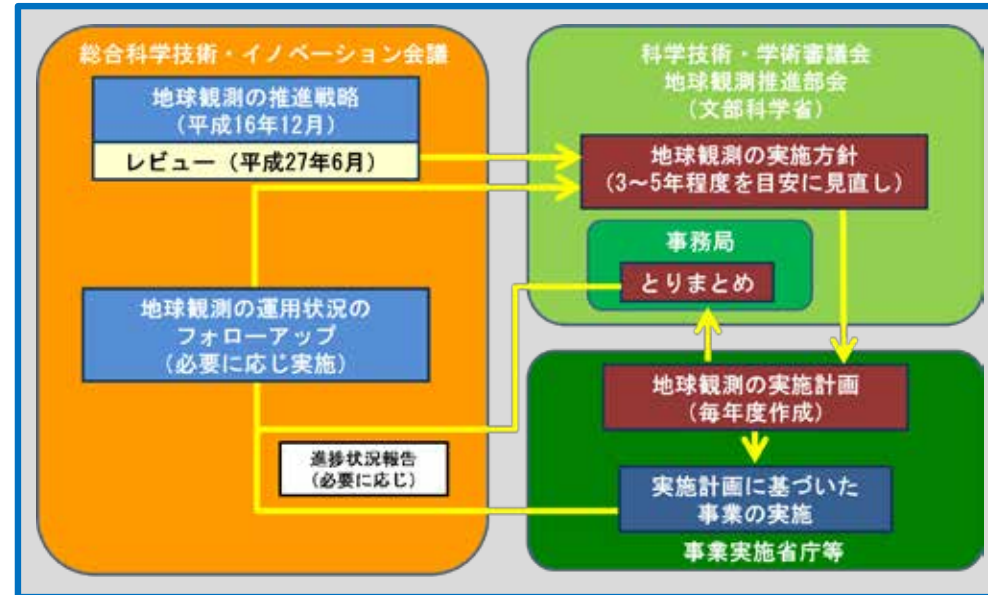 総合科学技術・イノベーション会議
地球観測の推進戦略
（平成16年12月）
レビュー（平成27年6月）
地球観測の運用状況の
フォローアップ
（必要に応じ実施）
進捗状況報告
（必要に応じ）
科学技術・学術審議会
地球観測推進部会
（文部科学省）
地球観測の実施方針
（3～5年程度を目安に見直し）
事務局
とりまとめ
地球観測の実施計画
（毎年度作成）
実施計画に基づいた
事業の実施
事業実施省庁等